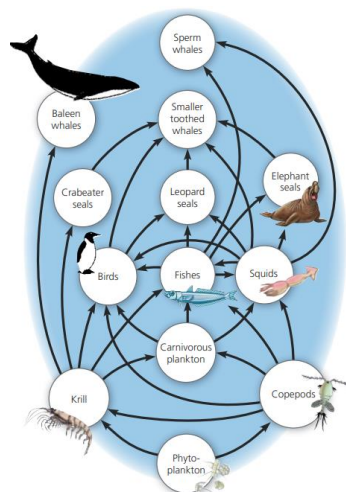 Sperm
whales
Baleen
whales
Smaller
toothed
whales
Crabeater
seals
Leopard
seals
Elephant
seals
Birds
Fishes
Squids
Carnivorous
plankton
Krill
Copepods
Phyto-
plankton